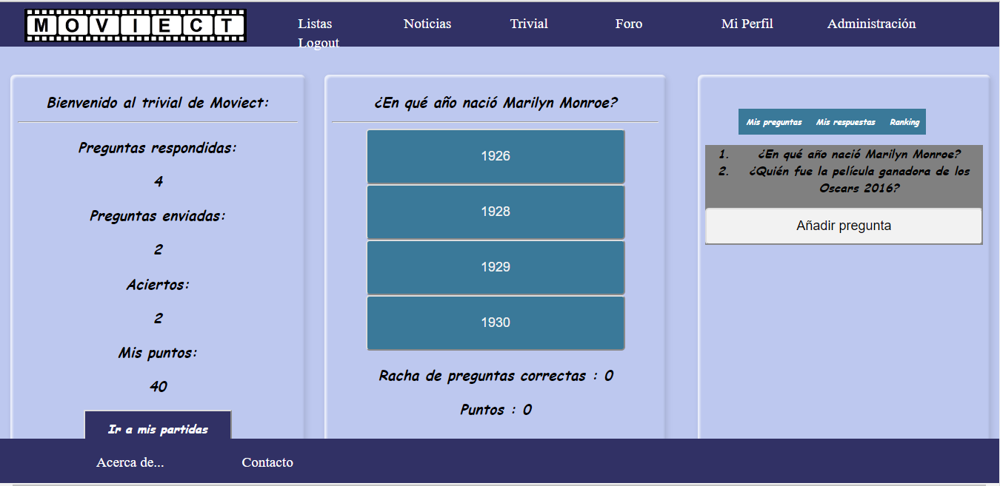 MOVIECT
Listas
Noticias
Trivial
Foro
Mi Perfil
Administración
Logout
Bienvenido al trivial de Moviect:
Preguntas respondidas:
4
Preguntas enviadas:
2
Aciertos:
2
Mis puntos:
40
Ir a mis partidas
¿En qué año nació Marilyn Monroe?
1926
1928
1929
1930
Racha de preguntas correctas : 0
Puntos : 0
Mis preguntas
Mis respuestas
Ranking
1. ¿En qué año nació Marilyn Monroe?
2. ¿Quién fue la película ganadora de los
Oscars 2016?
Añadir pregunta
Acerca de...
Contacto